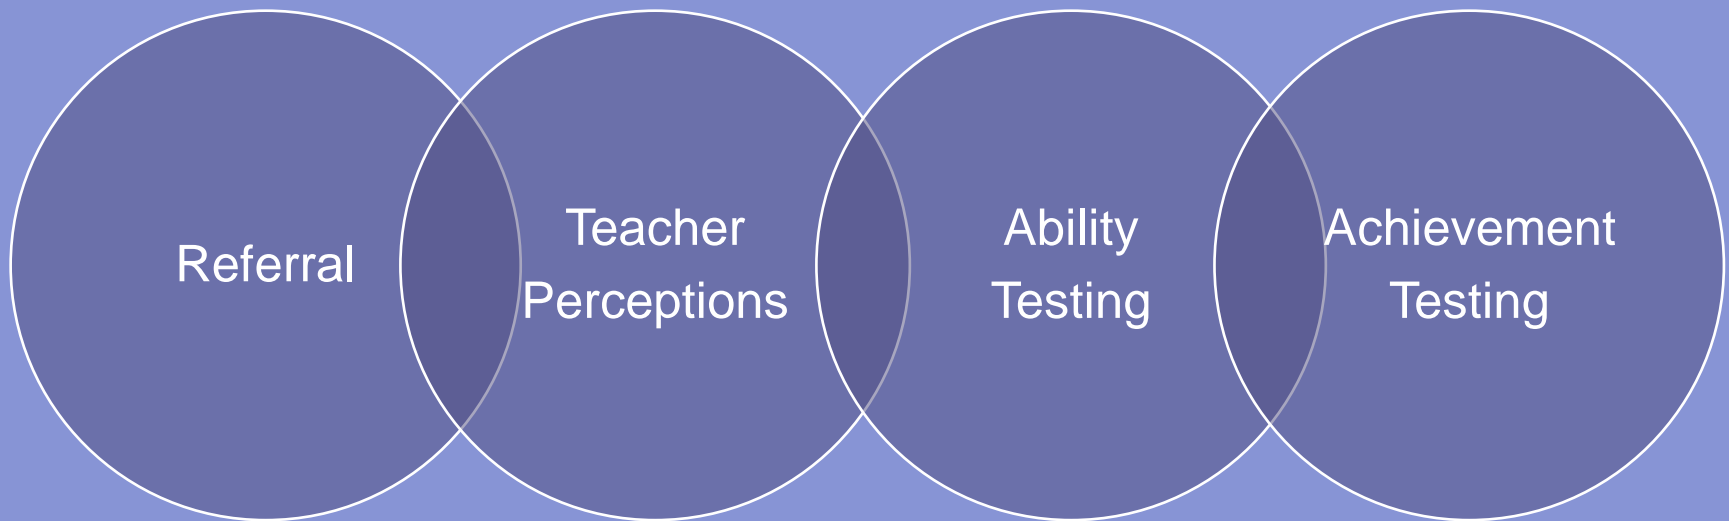 Referral
Teacher
Perceptions
Ability
Testing
Achievement
Testing